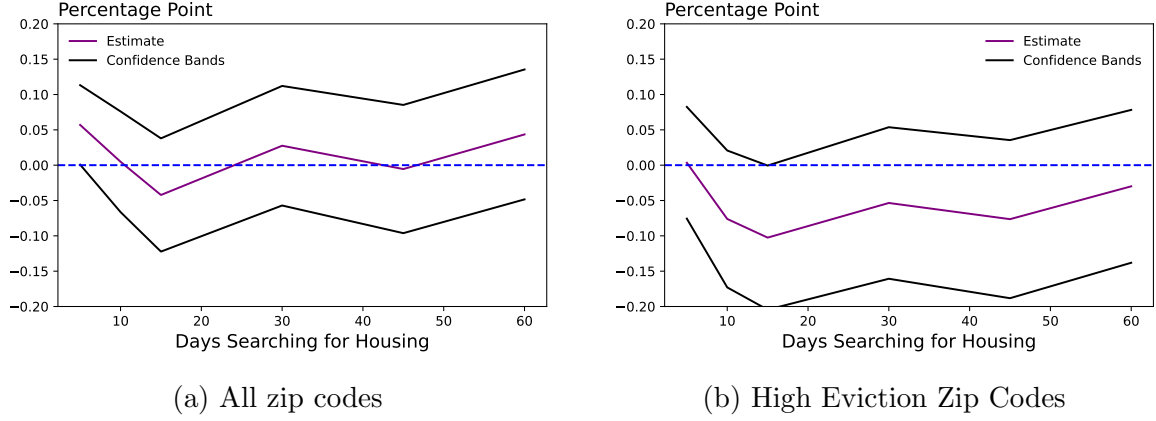 Percentage Point
0.20
0.15
0.10
0.05
0.00
−0.05
−0.10
−0.15
−0.20
Estimate
Confidence Bands
10 20 30 40 50 60
Days Searching for Housing
(a) All zip codes
Percentage Point
0.20
0.15
0.10
0.05
0.00
−0.05
−0.10
−0.15
−0.20
Estimate
Confidence Bands
10 20 30 40 50 60
Days Searching for Housing
(b) High Eviction Zip Codes